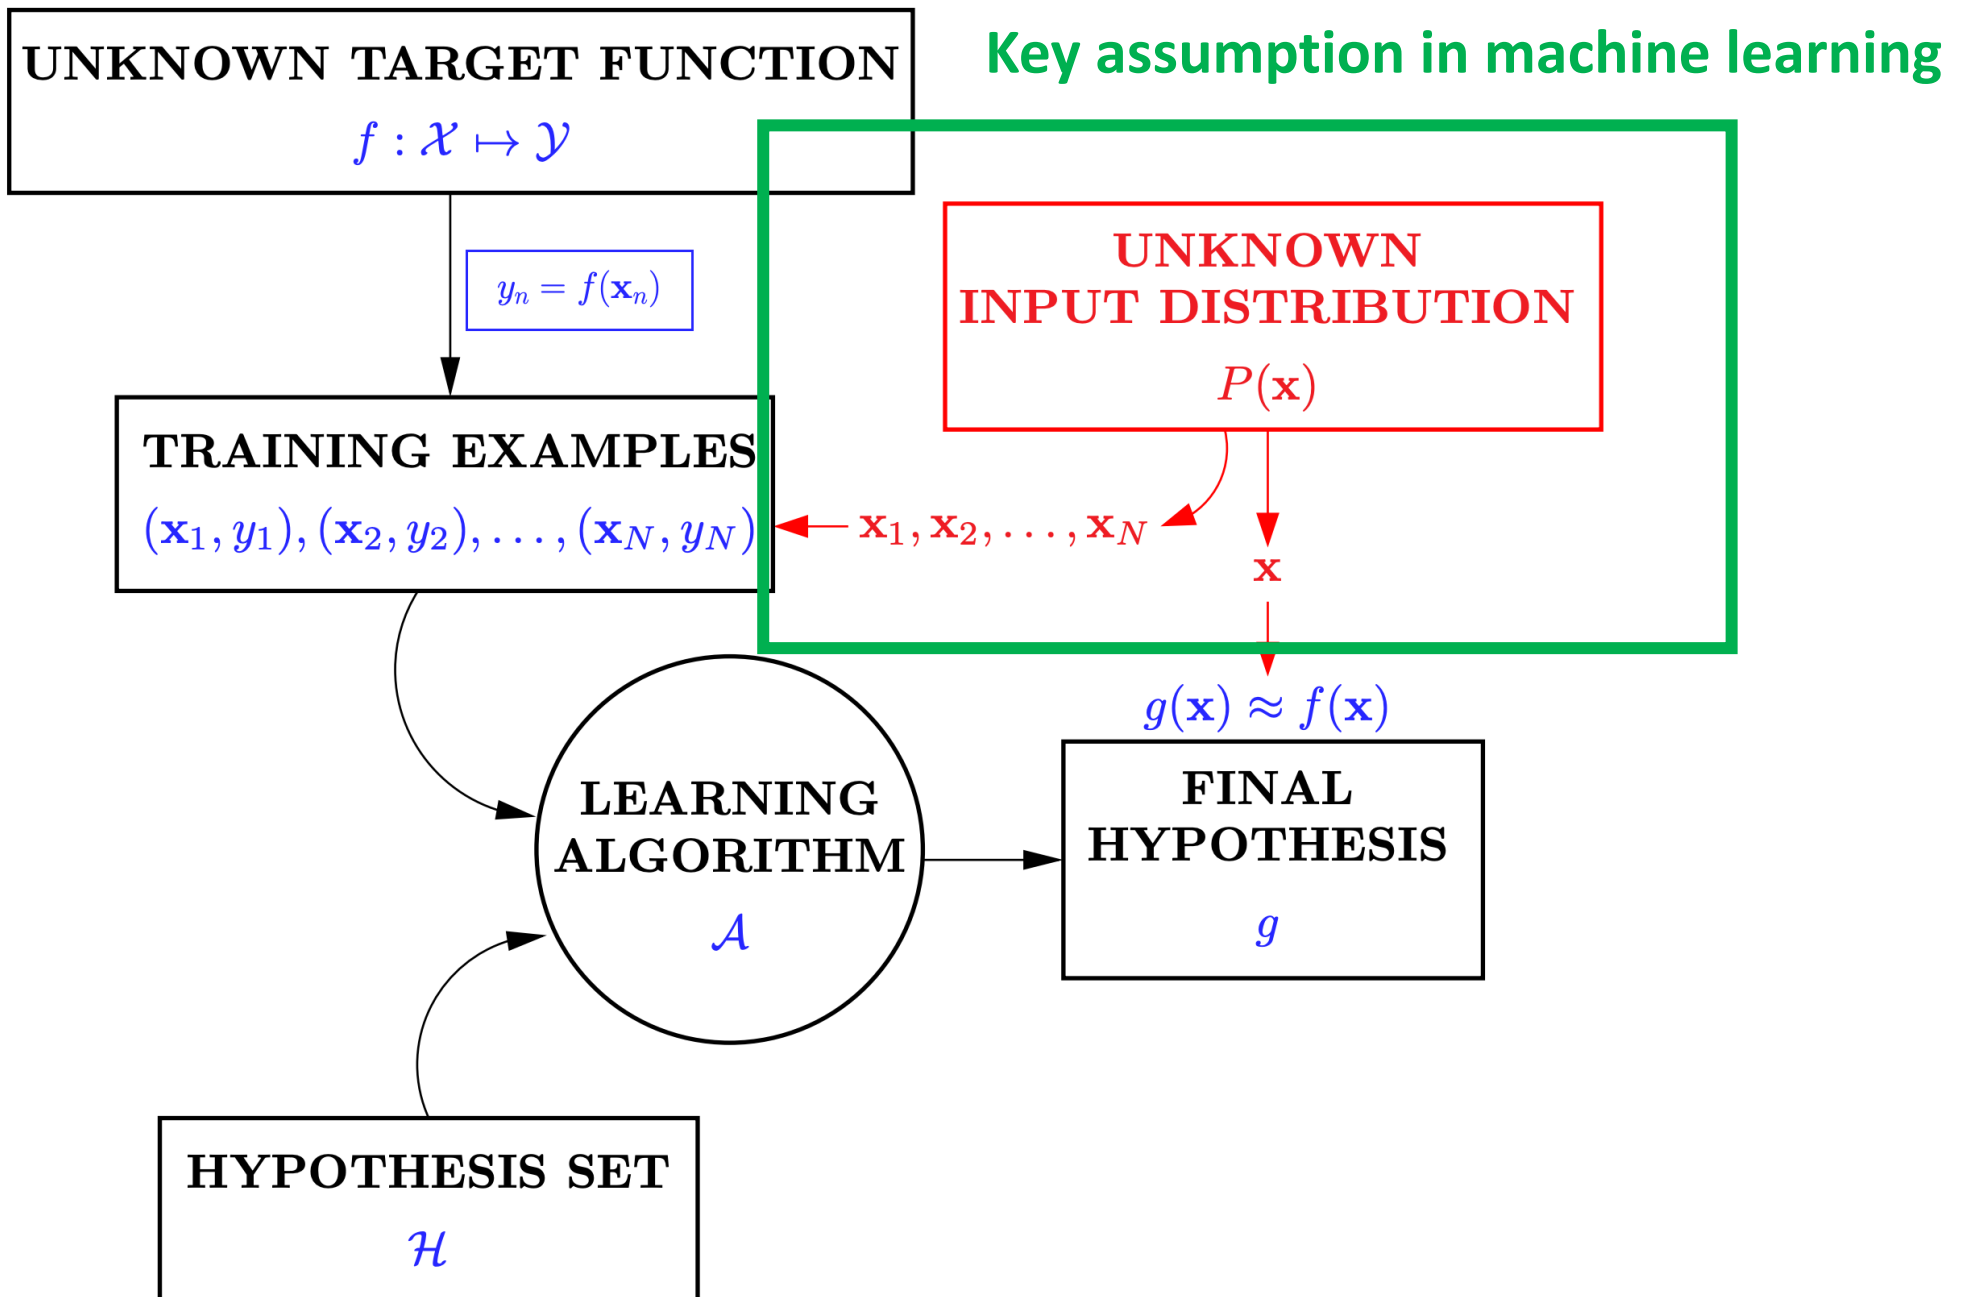 UNKNOWN TARGET FUNCTION
f : 𝒳 ↦ 𝒴
Key assumption in machine learning
yₙ = f(𝐱ₙ)
UNKNOWN
INPUT DISTRIBUTION
P(𝐱)
TRAINING EXAMPLES
(𝐱₁, y₁), (𝐱₂, y₂), . . . , (𝐱_N, y_N)
𝐱₁, 𝐱₂, . . . , 𝐱_N
𝐱
g(𝐱) ≈ f(𝐱)
LEARNING
ALGORITHM
𝒜
FINAL
HYPOTHESIS
g
HYPOTHESIS SET
ℋ